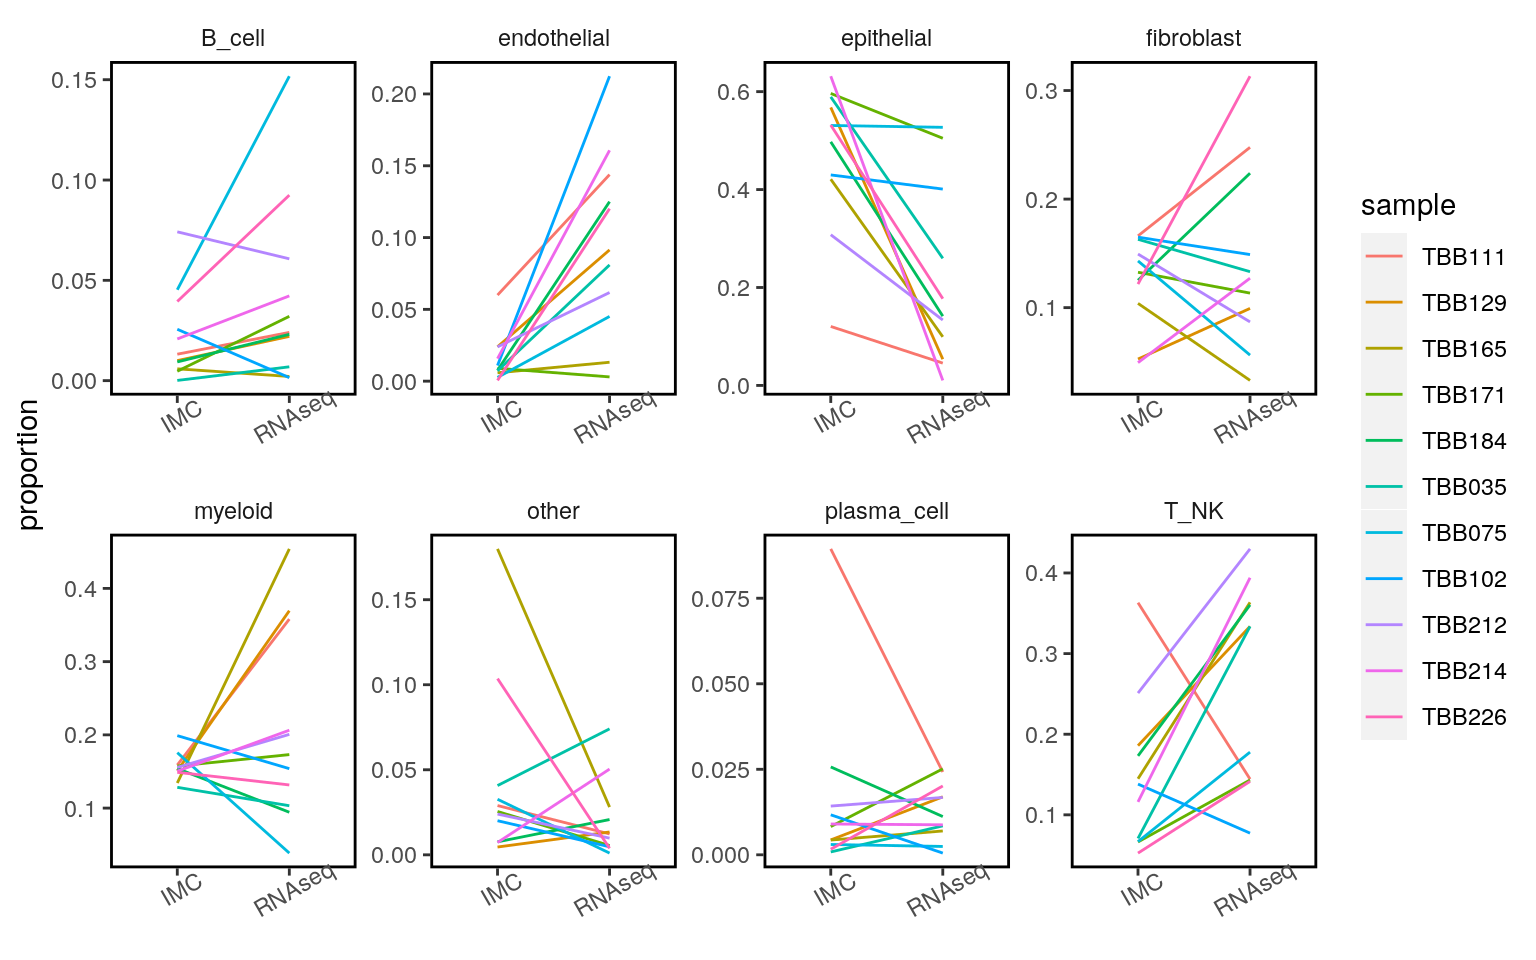 B_cell
endothelial
epithelial
fibroblast
0.15
0.10
0.05
0.00
0.20
0.15
0.10
0.05
0.00
0.6
0.4
0.2
0.0
0.3
0.2
0.1
IMC
RNAseq
IMC
RNAseq
IMC
RNAseq
IMC
RNAseq
proportion
myeloid
other
plasma_cell
T_NK
0.4
0.3
0.2
0.1
0.15
0.10
0.05
0.00
0.075
0.050
0.025
0.000
0.4
0.3
0.2
0.1
IMC
RNAseq
IMC
RNAseq
IMC
RNAseq
IMC
RNAseq
sample
TBB111
TBB129
TBB165
TBB171
TBB184
TBB035
TBB075
TBB102
TBB212
TBB214
TBB226